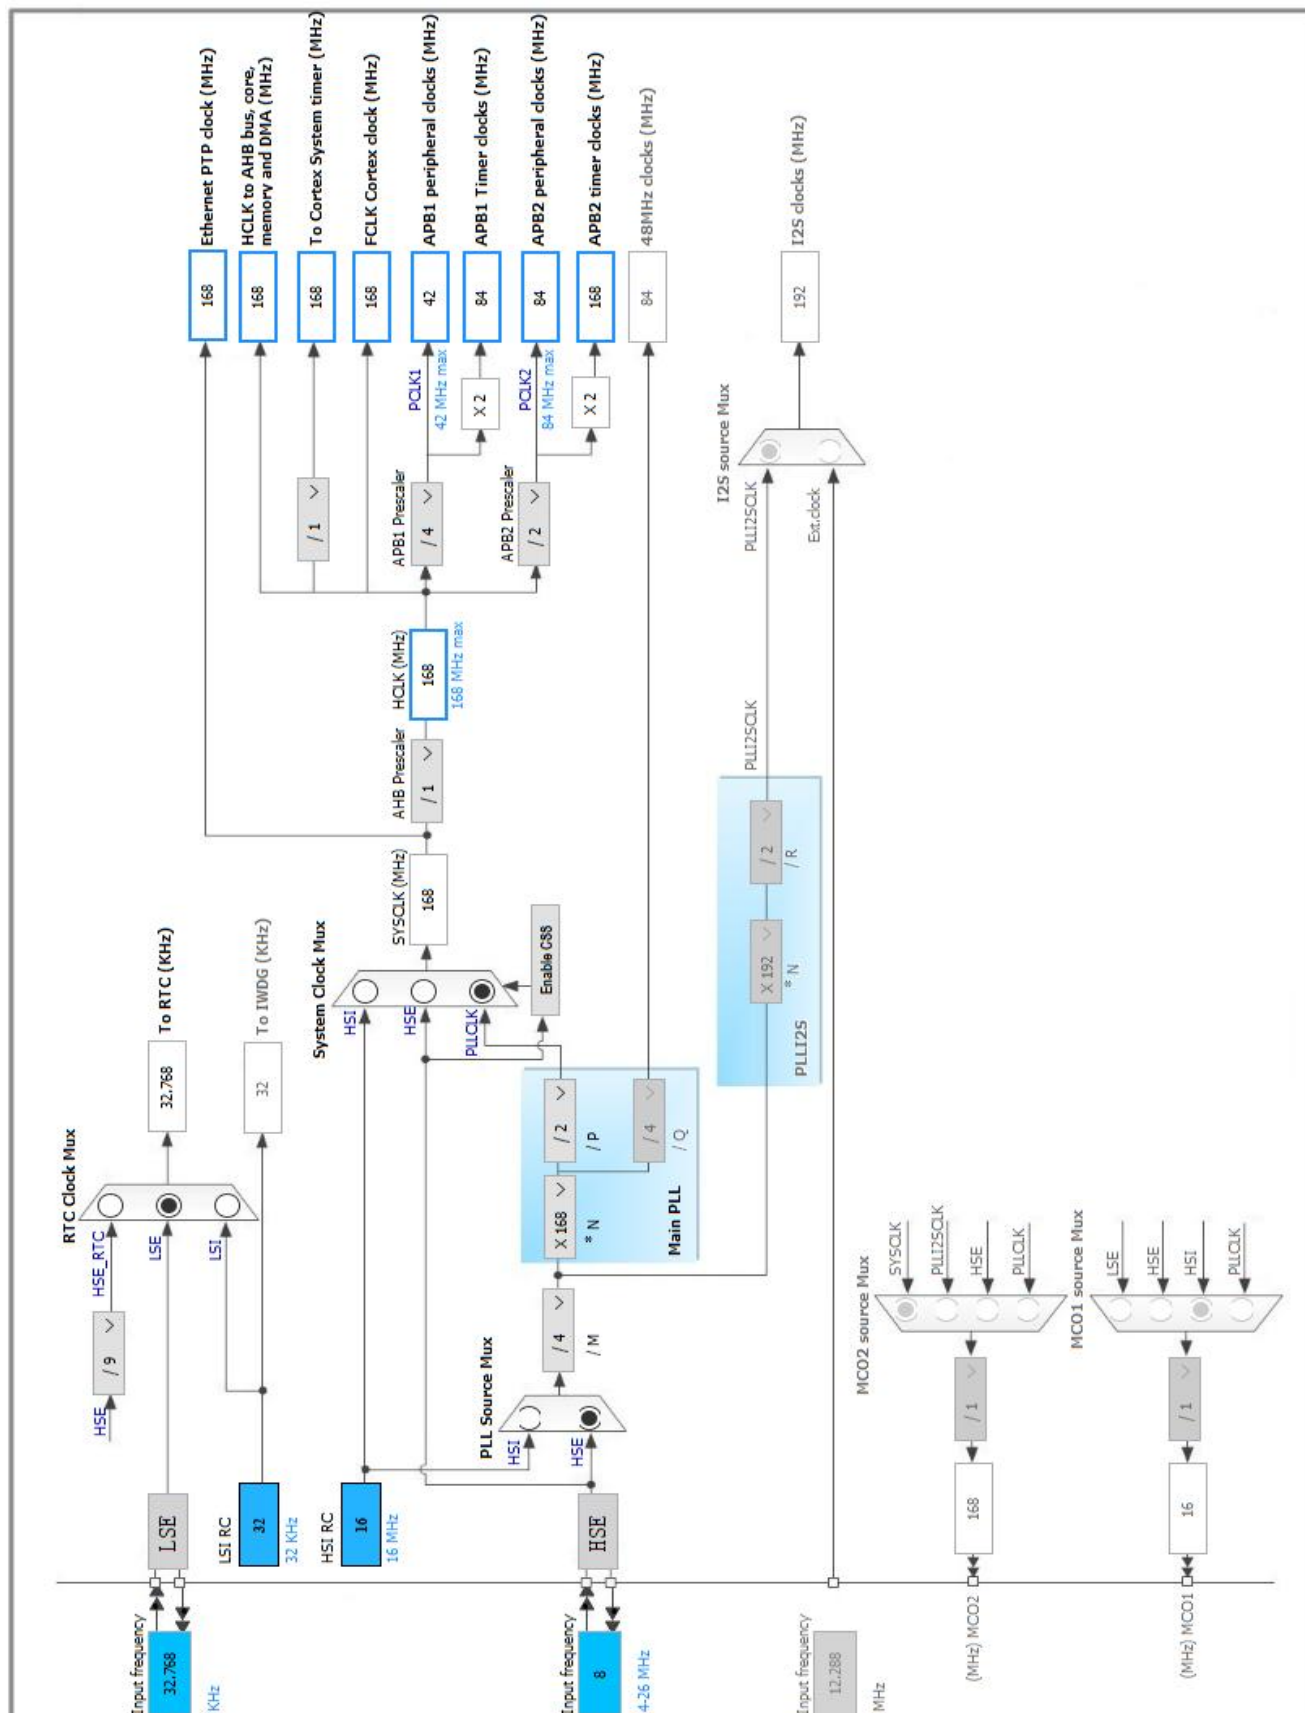 RTC Clock Mux
HSE
/ 9
HSE_RTC
Input frequency
32.768
KHz
LSE
LSE
32.768
To RTC (KHz)
LSI RC
32
32 KHz
LSI
32
To IWDG (KHz)
System Clock Mux
HSI RC
16
16 MHz
HSI
HSE
PLLCLK
Enable CSS
SYSCLK (MHz)
168
AHB Prescaler
/ 1
HCLK (MHz)
168
168 MHz max
168
Ethernet PTP clock (MHz)
168
HCLK to AHB bus, core,
memory and DMA (MHz)
/ 1
168
To Cortex System timer (MHz)
168
FCLK Cortex clock (MHz)
APB1 Prescaler
/ 4
PCLK1
42 MHz max
42
APB1 peripheral clocks (MHz)
X 2
84
APB1 Timer clocks (MHz)
APB2 Prescaler
/ 2
PCLK2
84 MHz max
84
APB2 peripheral clocks (MHz)
X 2
168
APB2 timer clocks (MHz)
84
48MHz clocks (MHz)
PLL Source Mux
Input frequency
8
4-26 MHz
HSE
HSI
HSE
/ 4
/ M
X 168
* N
/ 2
/ P
/ 4
/ Q
Main PLL
X 192
* N
/ 2
/ R
PLLI2S
PLLI2SCLK
PLLI2SCLK
I2S source Mux
Ext.clock
192
I2S clocks (MHz)
Input frequency
12.288
MHz
MCO2 source Mux
SYSCLK
PLLI2SCLK
HSE
PLLCLK
/ 1
168
(MHz) MCO2
MCO1 source Mux
LSE
HSE
HSI
PLLCLK
/ 1
16
(MHz) MCO1